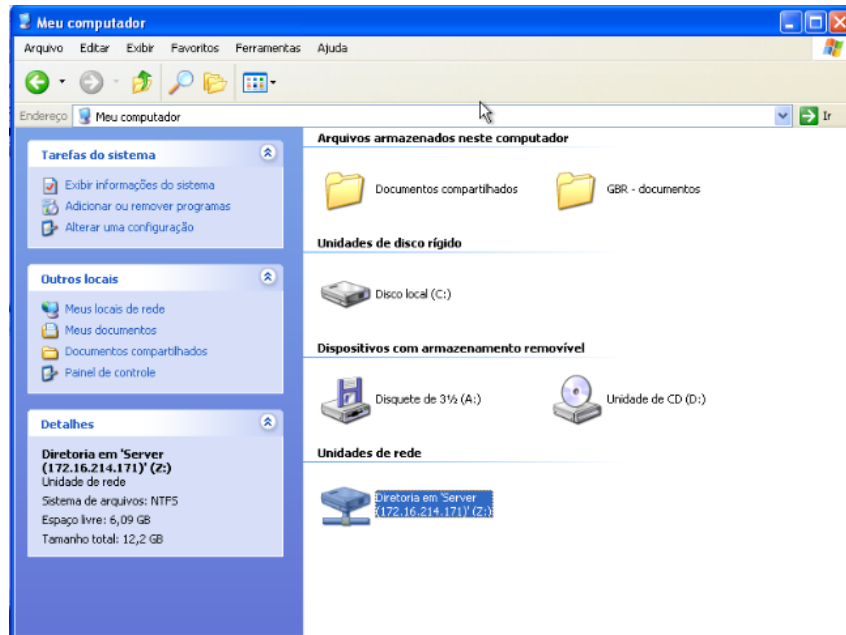 Meu computador
Arquivo Editar Exibir Favoritos Ferramentas Ajuda
Endereço Meu computador Ir
Tarefas do sistema
Exibir informações do sistema
Adicionar ou remover programas
Alterar uma configuração
Outros locais
Meus locais de rede
Meus documentos
Documentos compartilhados
Painel de controle
Detalhes
Diretoria em 'Server
(172.16.214.171)' (Z:)
Unidade de rede
Sistema de arquivos: NTFS
Espaço livre: 6,09 GB
Tamanho total: 12,2 GB
Arquivos armazenados neste computador
Documentos compartilhados
GBR - documentos
Unidades de disco rígido
Disco local (C:)
Dispositivos com armazenamento removível
Disquete de 3½ (A:)
Unidade de CD (D:)
Unidades de rede
Diretoria em 'Server
(172.16.214.171)' (Z:)